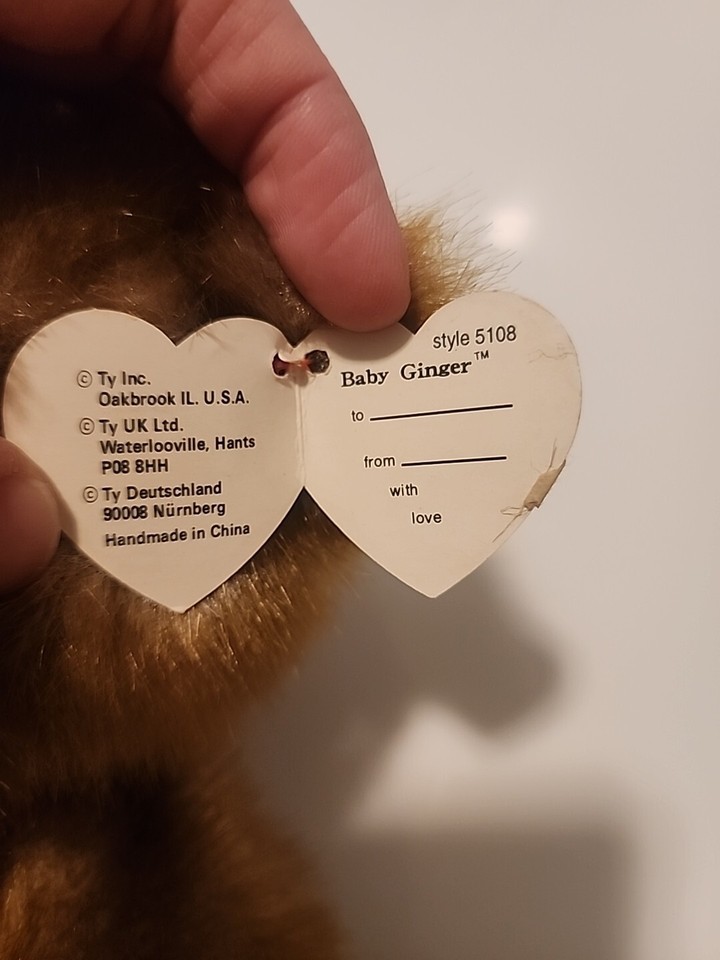 © Ty Inc.
Oakbrook IL. U.S.A.
© Ty UK Ltd.
Waterlooville, Hants
P08 8HH
© Ty Deutschland
90008 Nürnberg
Handmade in China
style 5108
Baby Ginger™
to
from
with
love